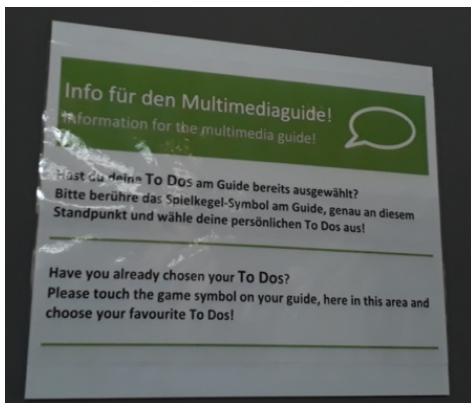 Info für den Multimediaguide!
Information for the multimedia guide!
Hast du deine To Dos am Guide bereits ausgewählt?
Bitte berühre das Spielkegel-Symbol am Guide, genau an diesem
Standpunkt und wähle deine persönlichen To Dos aus!
Have you already chosen your To Dos?
Please touch the game symbol on your guide, here in this area and
choose your favourite To Dos!